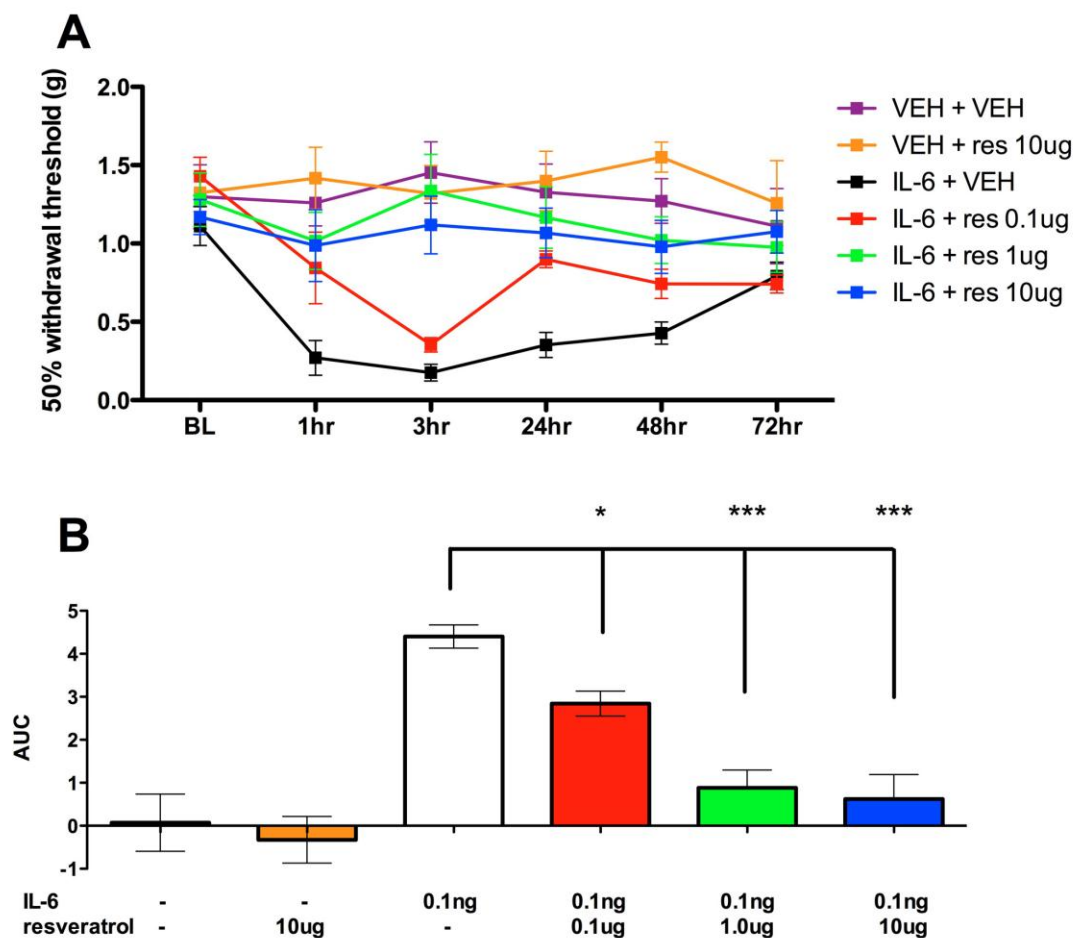 A
50% withdrawal threshold (g)
2.0
1.5
1.0
0.5
0.0
BL 1hr 3hr 24hr 48hr 72hr
VEH + VEH
VEH + res 10ug
IL-6 + VEH
IL-6 + res 0.1ug
IL-6 + res 1ug
IL-6 + res 10ug
B
* *** ***
AUC
5
4
3
2
1
0
-1
IL-6 - - 0.1ng 0.1ng 0.1ng 0.1ng
resveratrol - 10ug - 0.1ug 1.0ug 10ug